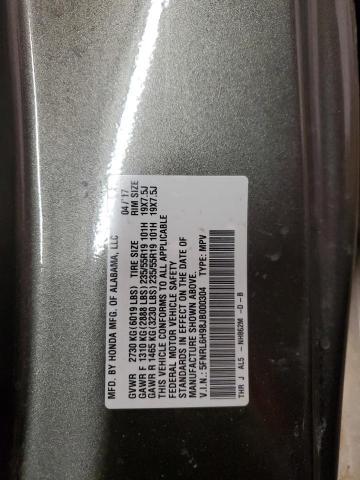 MFD. BY HONDA MFG. OF ALABAMA, LLC 04/17
GVWR 2730 KG(6019 LBS) TIRE SIZE RIM SIZE
GAWR F 1310 KG(2888 LBS) 235/55R19 101H 19X7.5J
GAWR R 1465 KG(3230 LBS) 235/55R19 101H 19X7.5J
THIS VEHICLE CONFORMS TO ALL APPLICABLE
FEDERAL MOTOR VEHICLE SAFETY
STANDARDS IN EFFECT ON THE DATE OF
MANUFACTURE SHOWN ABOVE.
V.I.N.: 5FNRL6H98JB000304 TYPE: MPV
THR J AL5 -NH862M -D -B